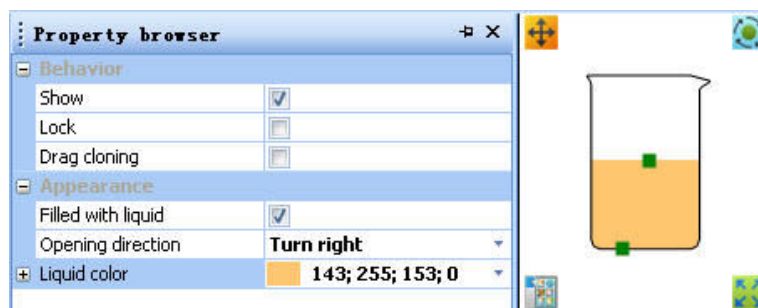 Property browser
Behavior
Show
Lock
Drag cloning
Appearance
Filled with liquid
Opening direction Turn right
Liquid color 143; 255; 153; 0